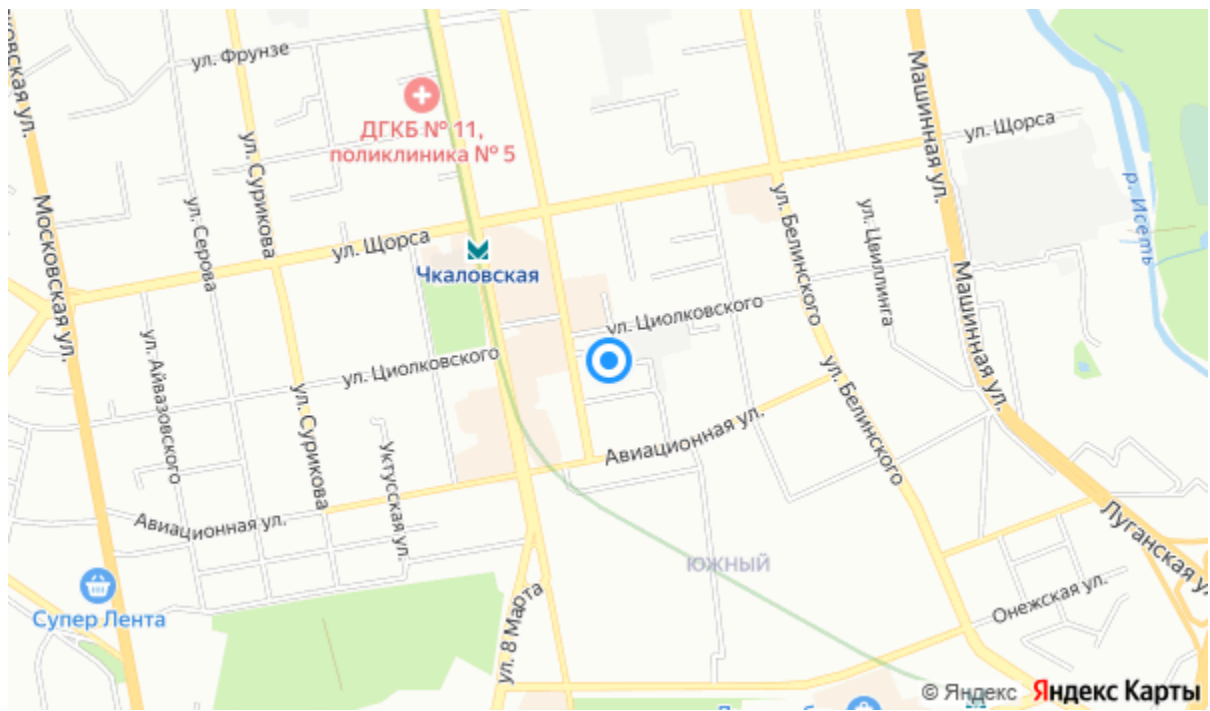 ул. Фрунзе
Машинная ул.
ДГКБ № 11,
поликлиника № 5
ул. Щорса
ул. Сурикова
Московская ул.
ул. Серова
ул. Белинского
ул. Цвиллинга
р. Исеть
ул. Щорса
Чкаловская
Машинная ул.
ул. Циолковского
ул. Айвазовского
ул. Циолковского
ул. Белинского
ул. Сурикова
Уктусская ул.
Авиационная ул.
Авиационная ул.
Луганская ул.
ЮЖНЫЙ
Супер Лента
ул. 8 Марта
Онежская ул.
© Яндекс Яндекс Карты